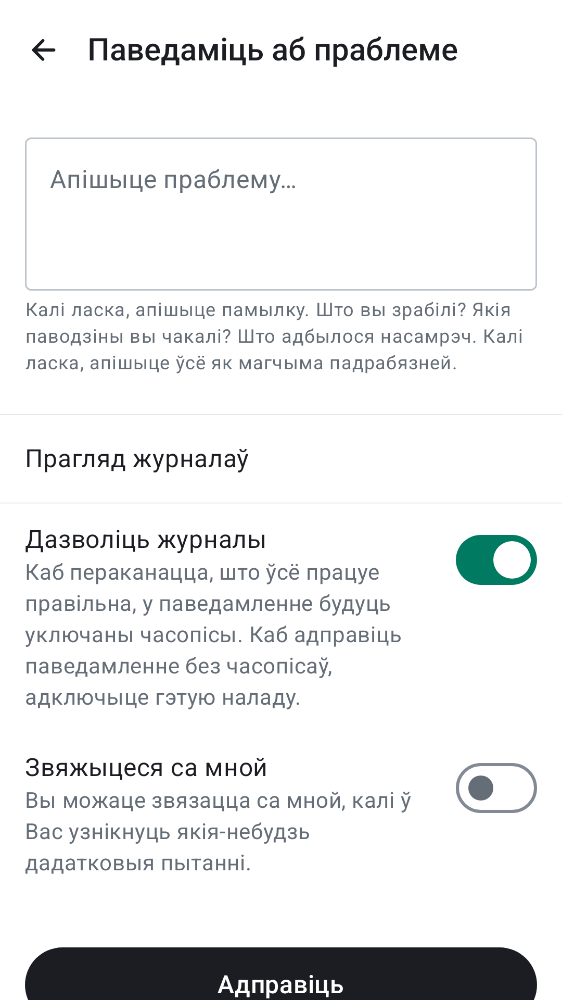 Паведаміць аб праблеме
Апішыце праблему…
Калі ласка, апішыце памылку. Што вы зрабілі? Якія
паводзіны вы чакалі? Што адбылося насамрэч. Калі
ласка, апішыце ўсё як магчыма падрабязней.
Прагляд журналаў
Дазволіць журналы
Каб пераканацца, што ўсё працуе
правільна, у паведамленне будуць
уключаны часопісы. Каб адправіць
паведамленне без часопісаў,
адключыце гэтую наладу.
Звяжыцеся са мной
Вы можаце звязацца са мной, калі ў
Вас узнікнуць якія-небудзь
дадатковыя пытанні.
Адправіць